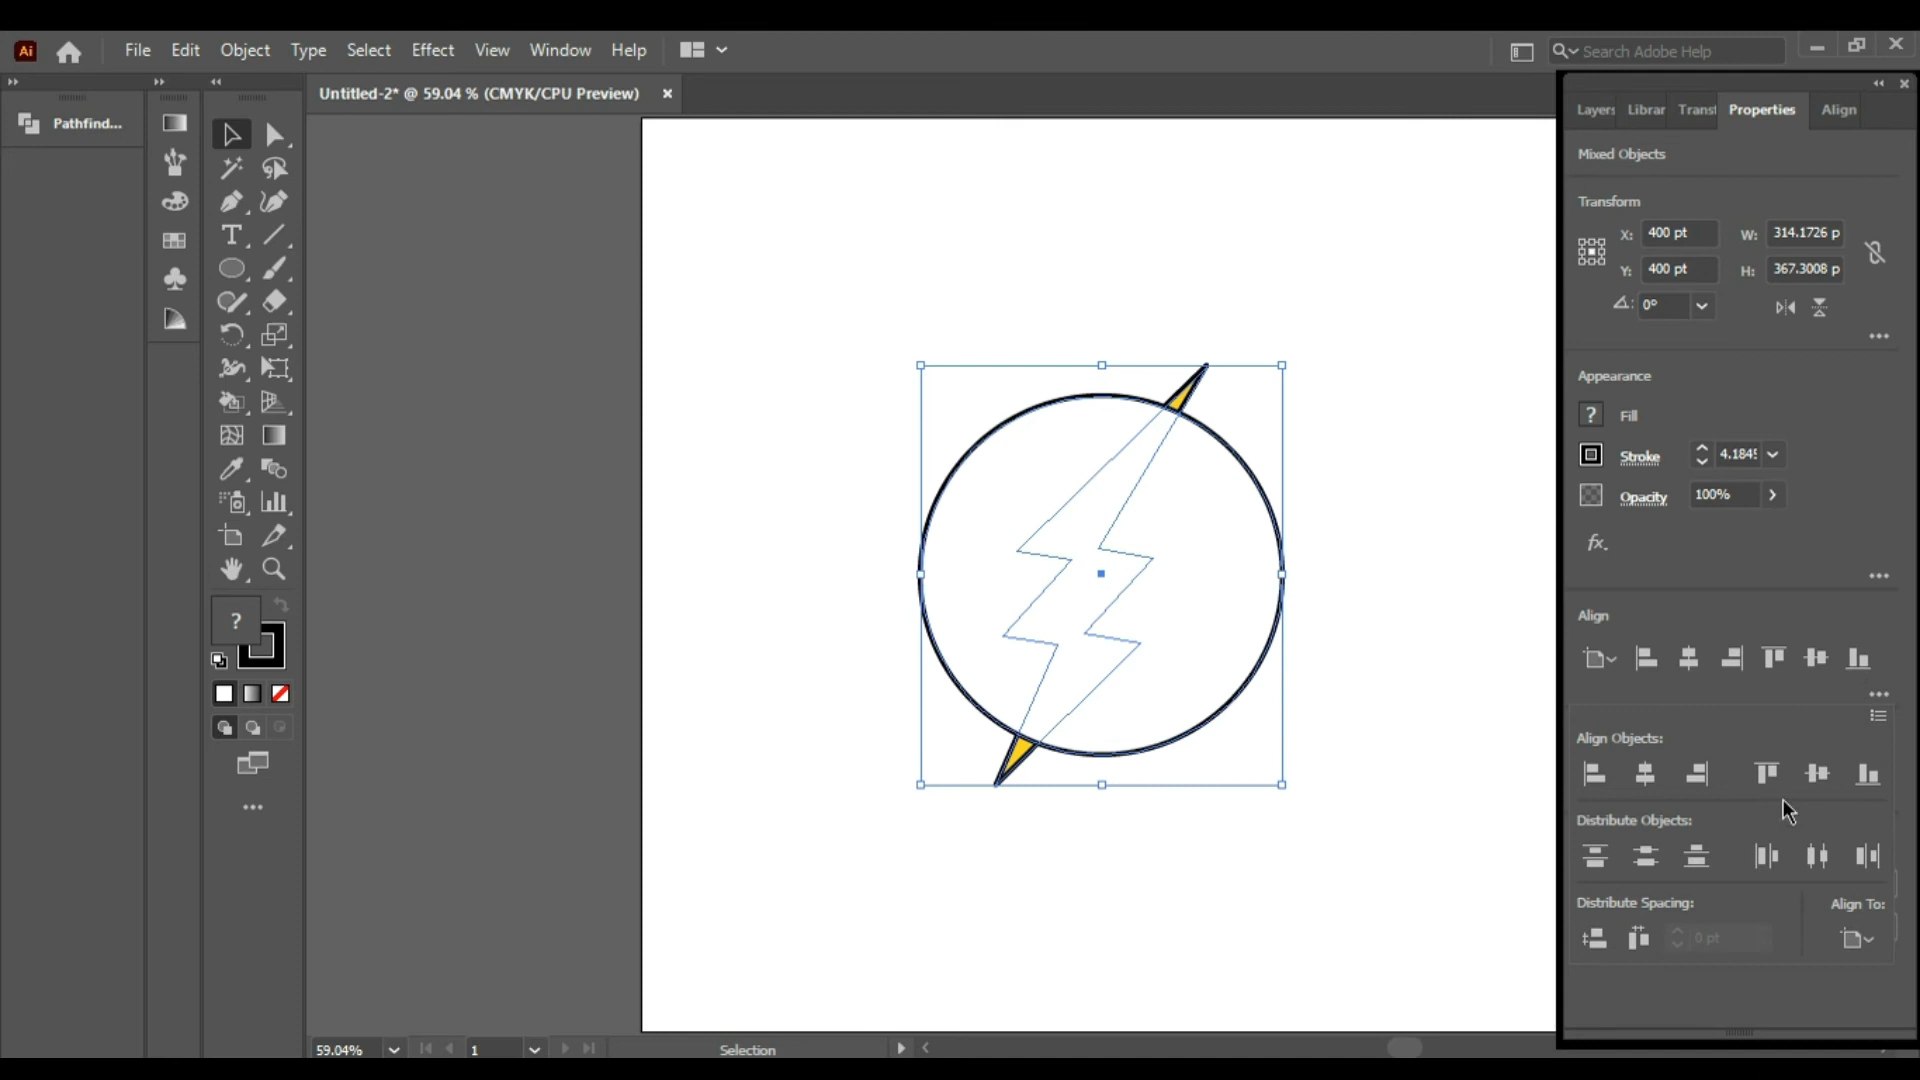 Ai File Edit Object Type Select Effect View Window Help Search Adobe Help
Pathfind...
Untitled-2* @ 59.04 % (CMYK/CPU Preview) ×
Layers Librar Transf Properties Align
Mixed Objects
Transform
X: 400 pt W: 314.1726 p
Y: 400 pt H: 367.3008 p
0°
Appearance
? Fill
Stroke 4.1845
Opacity 100%
fx.
Align
Align Objects:
Distribute Objects:
Distribute Spacing: Align To:
0 pt
?
59.04% 1 Selection